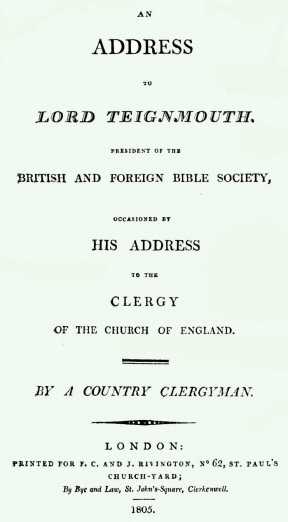 AN
ADDRESS
TO
LORD TEIGNMOUTH,
PRESIDENT OF THE
BRITISH AND FOREIGN BIBLE SOCIETY,
OCCASIONED BY
HIS ADDRESS
TO THE
CLERGY
OF THE CHURCH OF ENGLAND.
BY A COUNTRY CLERGYMAN.
LONDON:
PRINTED FOR F. C. AND J. RIVINGTON, Nº 62, ST. PAUL'S
CHURCH-YARD;
By Bye and Law, St. John's-Square, Clerkenwell.
1805.